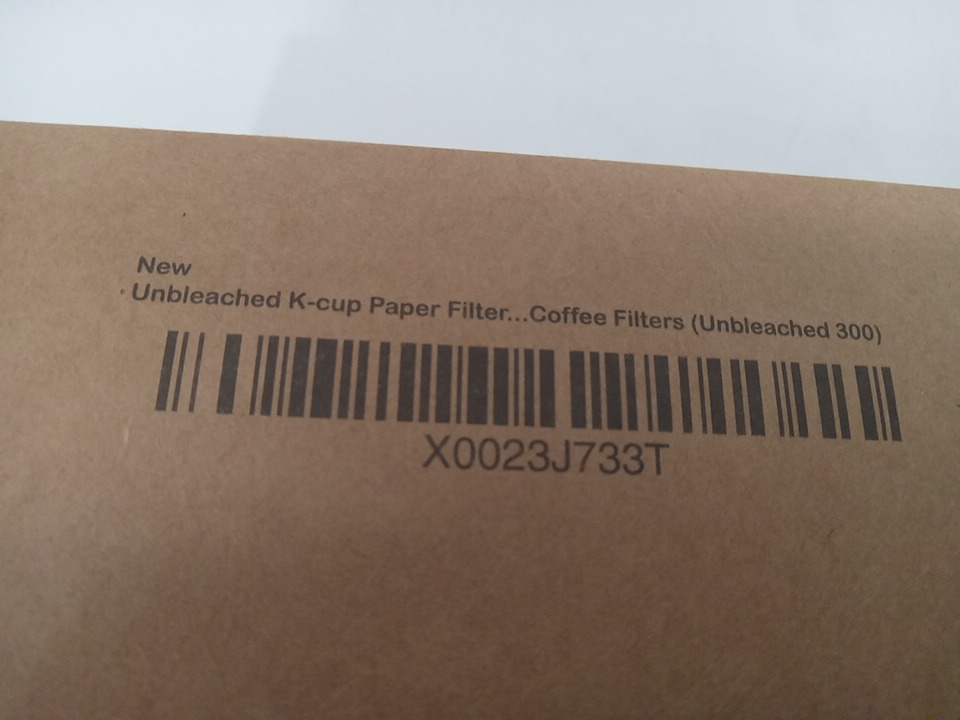 New
Unbleached K-cup Paper Filter...Coffee Filters (Unbleached 300)
X0023J733T